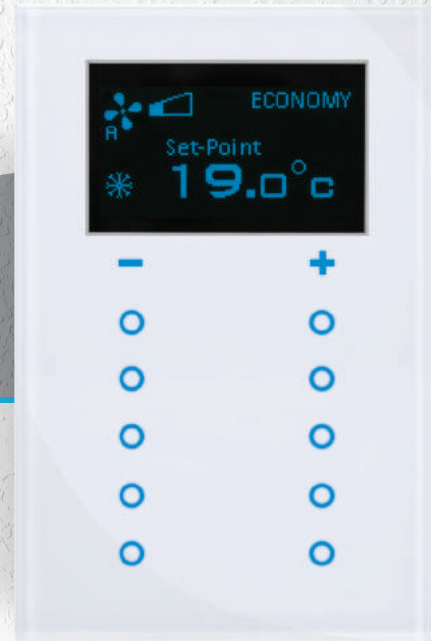 ECONOMY
A
Set-Point
19.0°c
− +